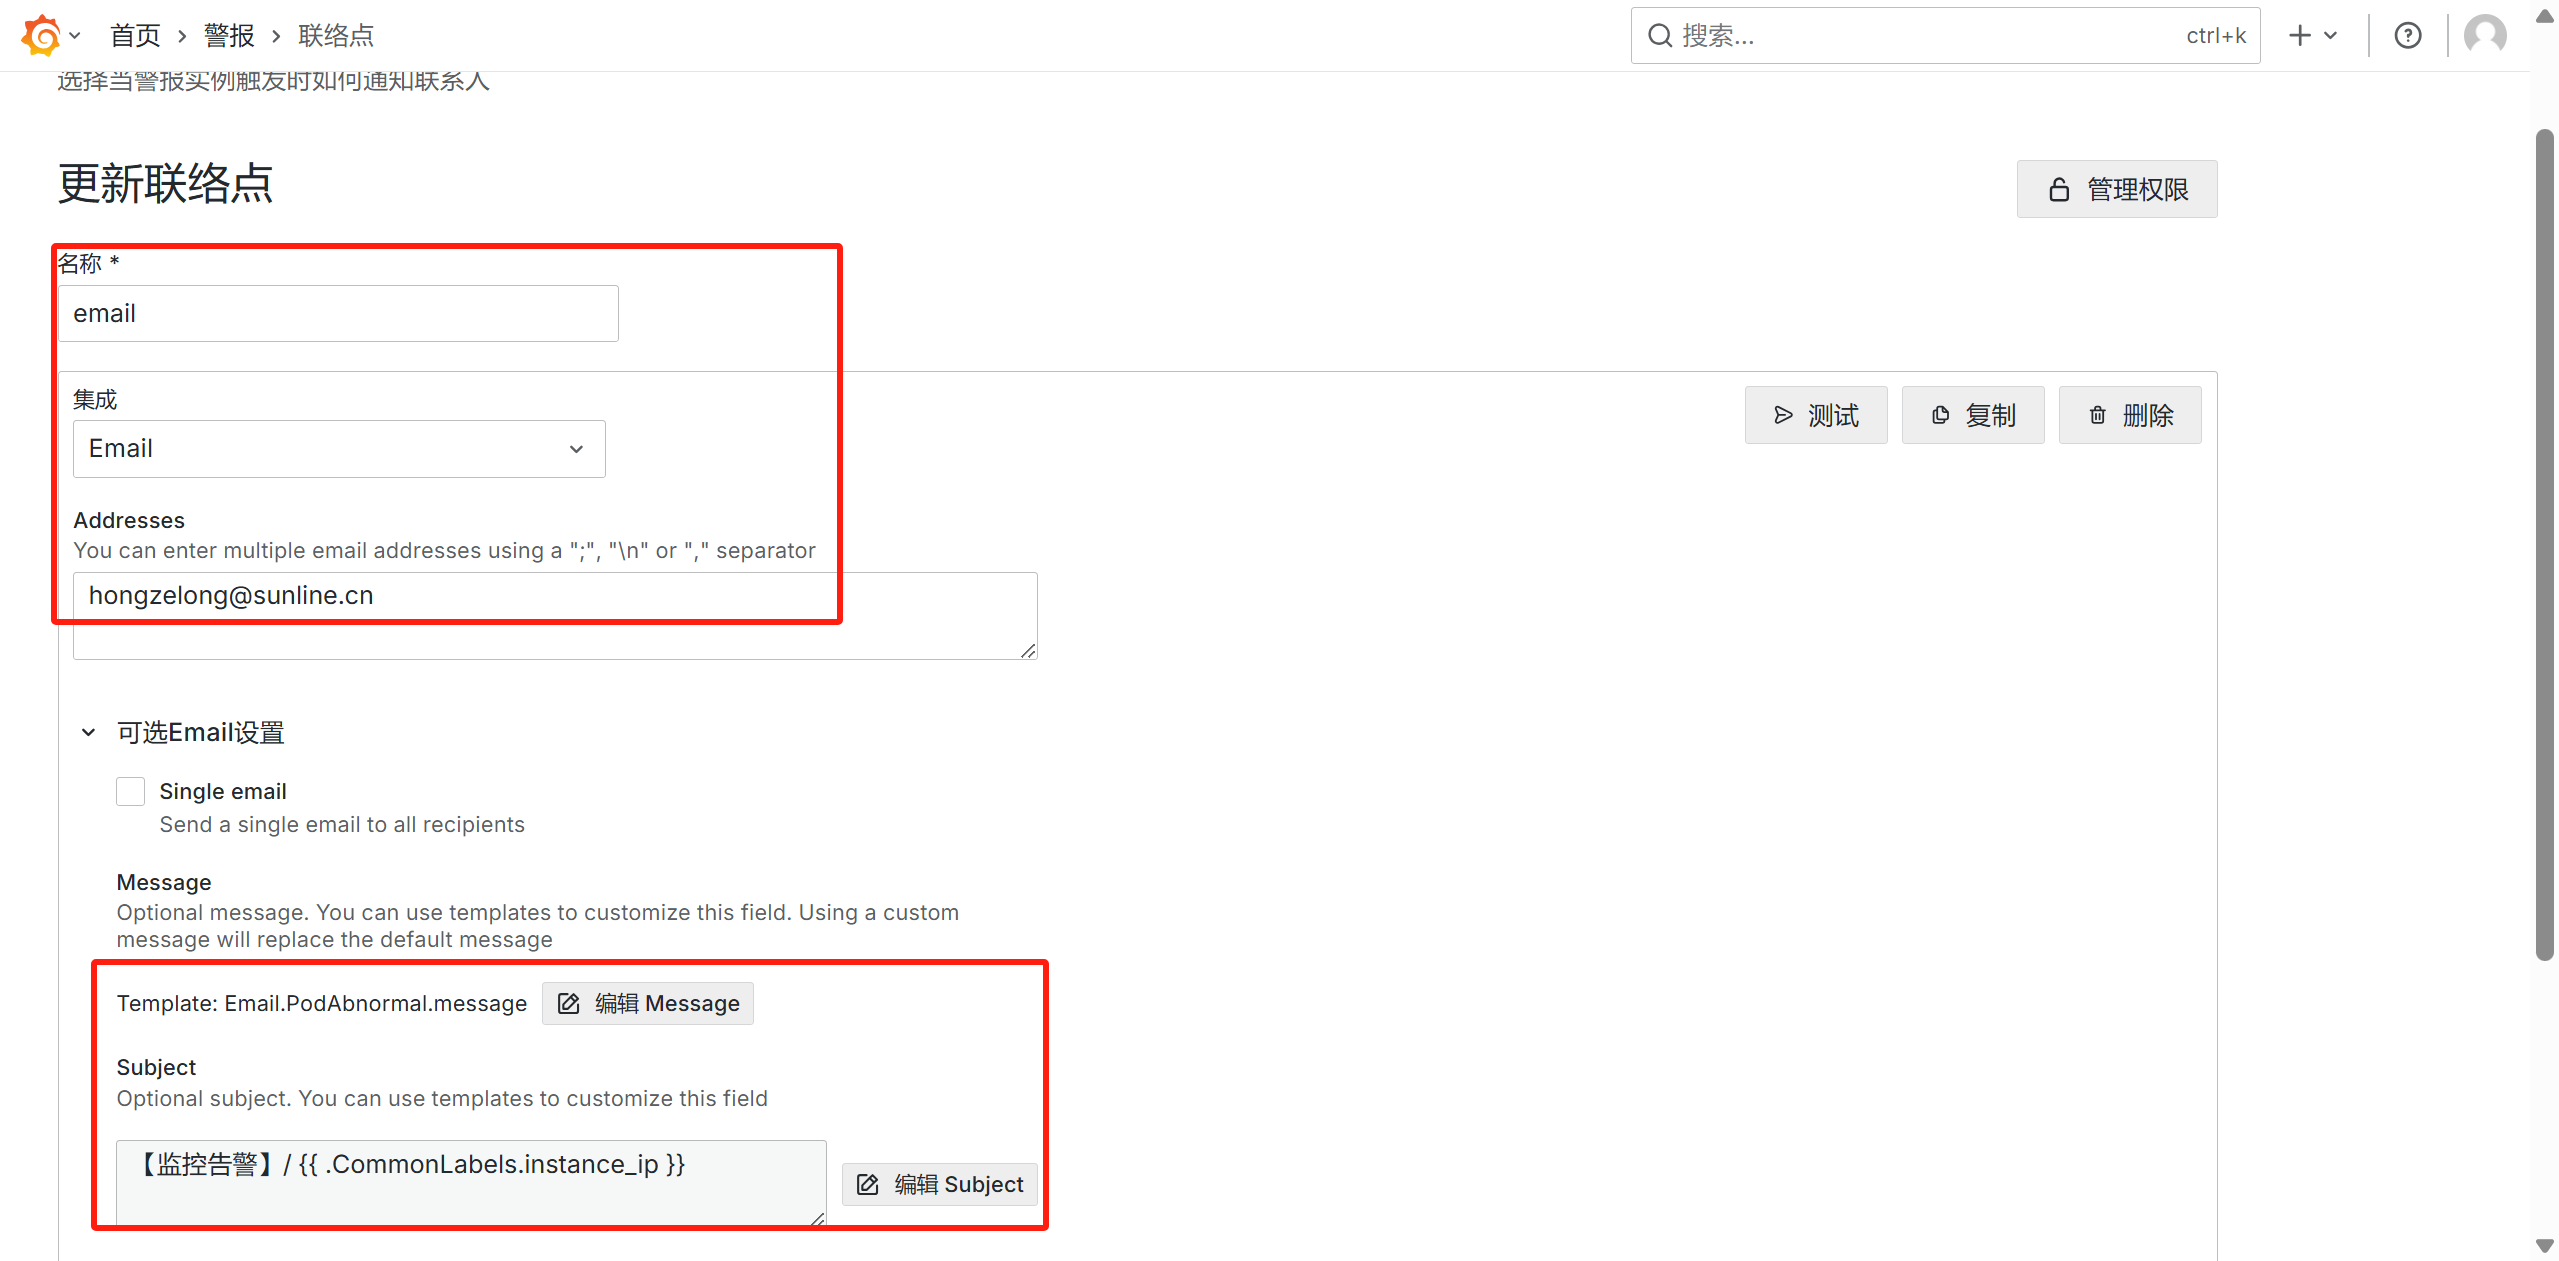 首页 > 警报 > 联络点
搜索... ctrl+k
选择当警报实例触发时如何通知联系人
更新联络点
管理权限
名称 *
email
集成
测试 复制 删除
Email
Addresses
You can enter multiple email addresses using a ";", "\n" or "," separator
hongzelong@sunline.cn
可选Email设置
Single email
Send a single email to all recipients
Message
Optional message. You can use templates to customize this field. Using a custom
message will replace the default message
Template: Email.PodAbnormal.message 编辑 Message
Subject
Optional subject. You can use templates to customize this field
【监控告警】/ {{ .CommonLabels.instance_ip }}
编辑 Subject